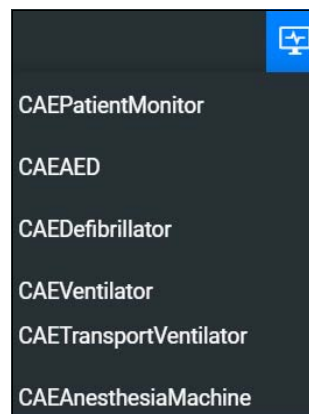 CAEPatientMonitor
CAEAED
CAEDefibrillator
CAEVentilator
CAETransportVentilator
CAEAnesthesiaMachine